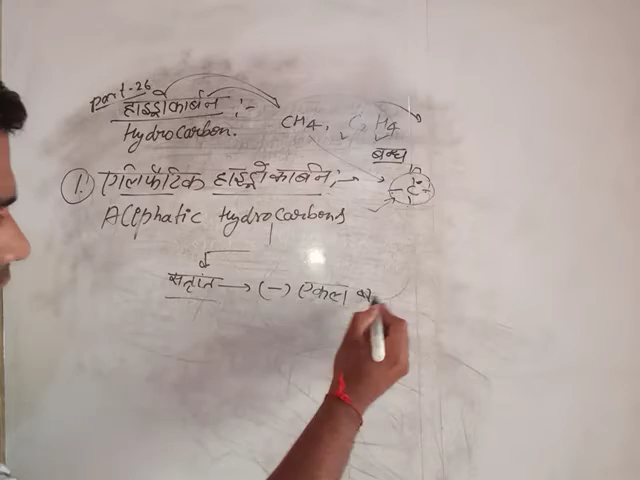 Part-26
हाइड्रोकार्बन :-
Hydrocarbon.
CH4, C2H4
बन्ध
1. एलिफैटिक हाइड्रोकार्बन :→
-C-
Aliphatic Hydrocarbons
संतृप्त → (-) एकल